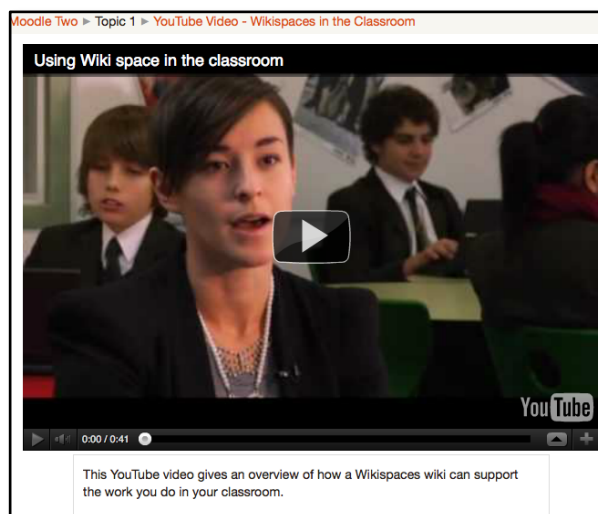 Moodle Two ► Topic 1 ► YouTube Video - Wikispaces in the Classroom
Using Wiki space in the classroom
YouTube
0:00 / 0:41
This YouTube video gives an overview of how a Wikispaces wiki can support
the work you do in your classroom.